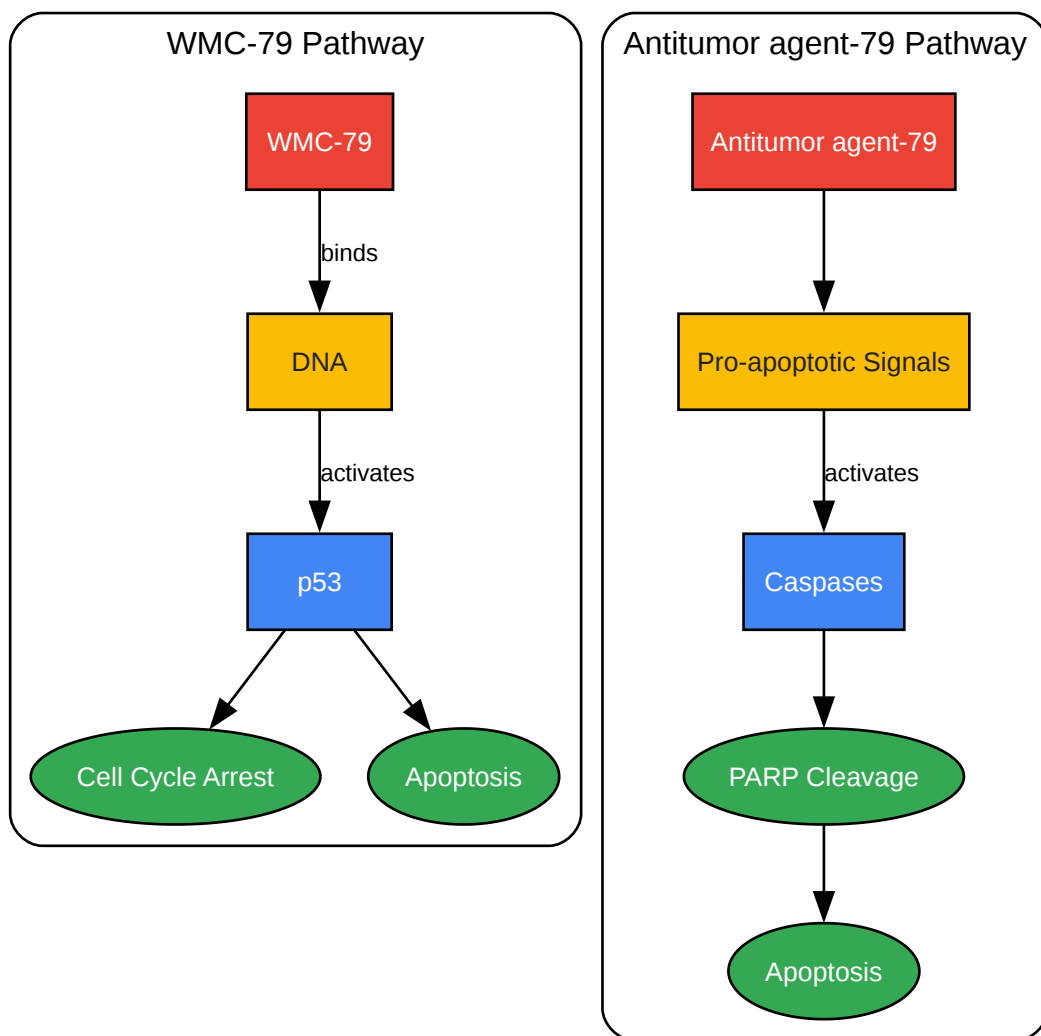 WMC-79 Pathway
WMC-79
binds
DNA
activates
p53
Cell Cycle Arrest
Apoptosis
Antitumor agent-79 Pathway
Antitumor agent-79
Pro-apoptotic Signals
activates
Caspases
PARP Cleavage
Apoptosis